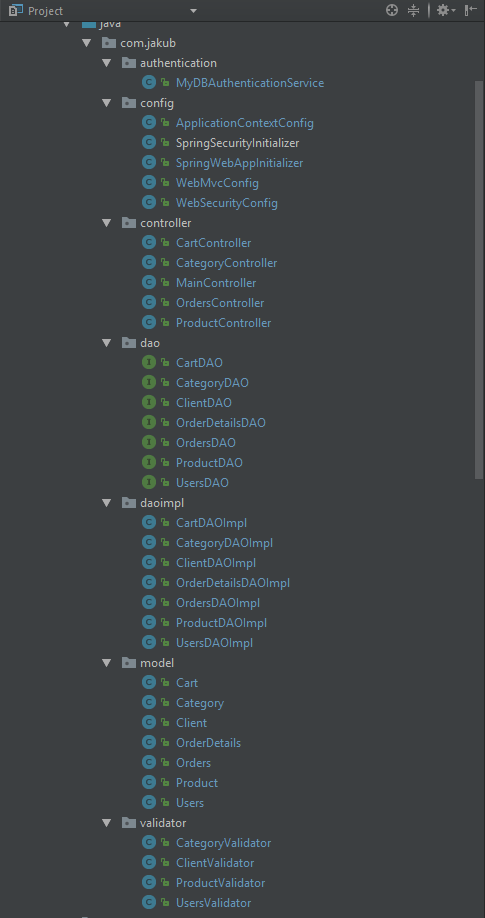 Project
java
com.jakub
authentication
MyDBAuthenticationService
config
ApplicationContextConfig
SpringSecurityInitializer
SpringWebAppInitializer
WebMvcConfig
WebSecurityConfig
controller
CartController
CategoryController
MainController
OrdersController
ProductController
dao
CartDAO
CategoryDAO
ClientDAO
OrderDetailsDAO
OrdersDAO
ProductDAO
UsersDAO
daoimpl
CartDAOImpl
CategoryDAOImpl
ClientDAOImpl
OrderDetailsDAOImpl
OrdersDAOImpl
ProductDAOImpl
UsersDAOImpl
model
Cart
Category
Client
OrderDetails
Orders
Product
Users
validator
CategoryValidator
ClientValidator
ProductValidator
UsersValidator